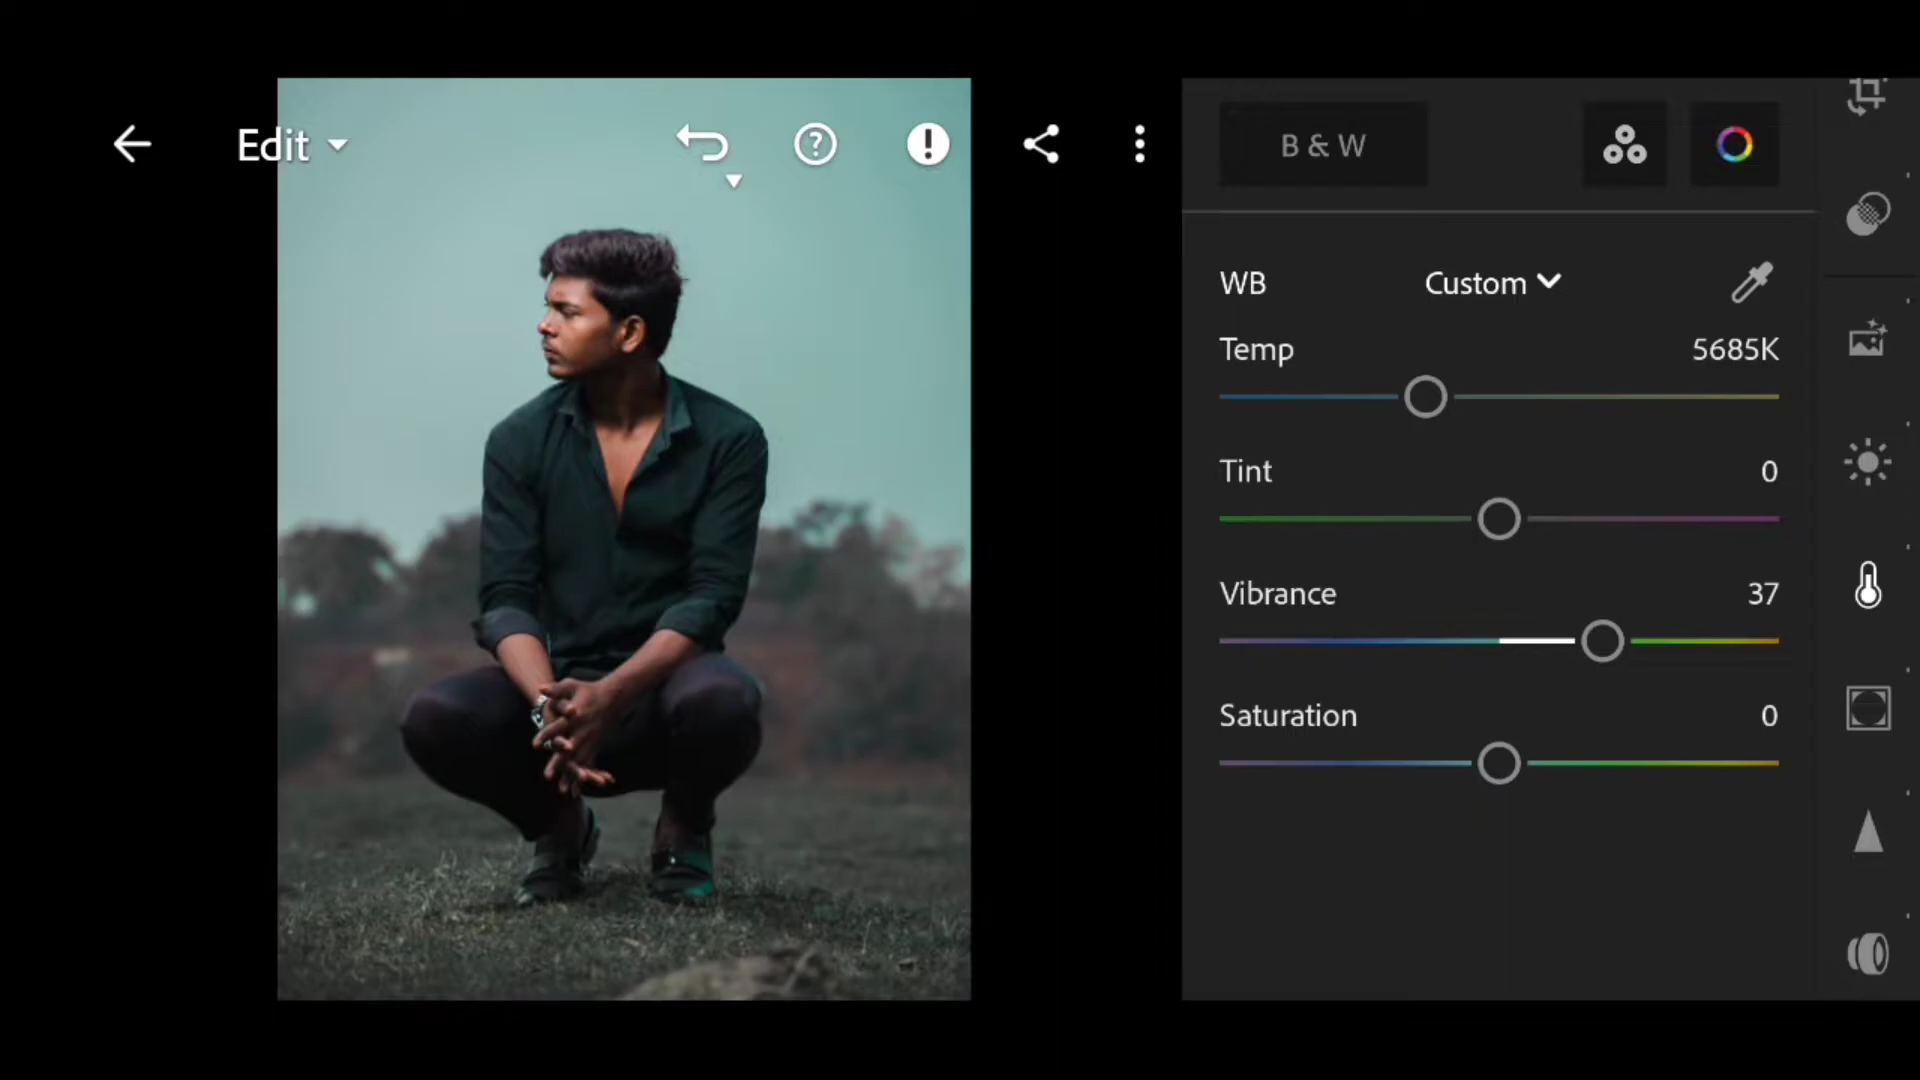 Edit
B & W
WB Custom
Temp 5685K
Tint 0
Vibrance 37
Saturation 0